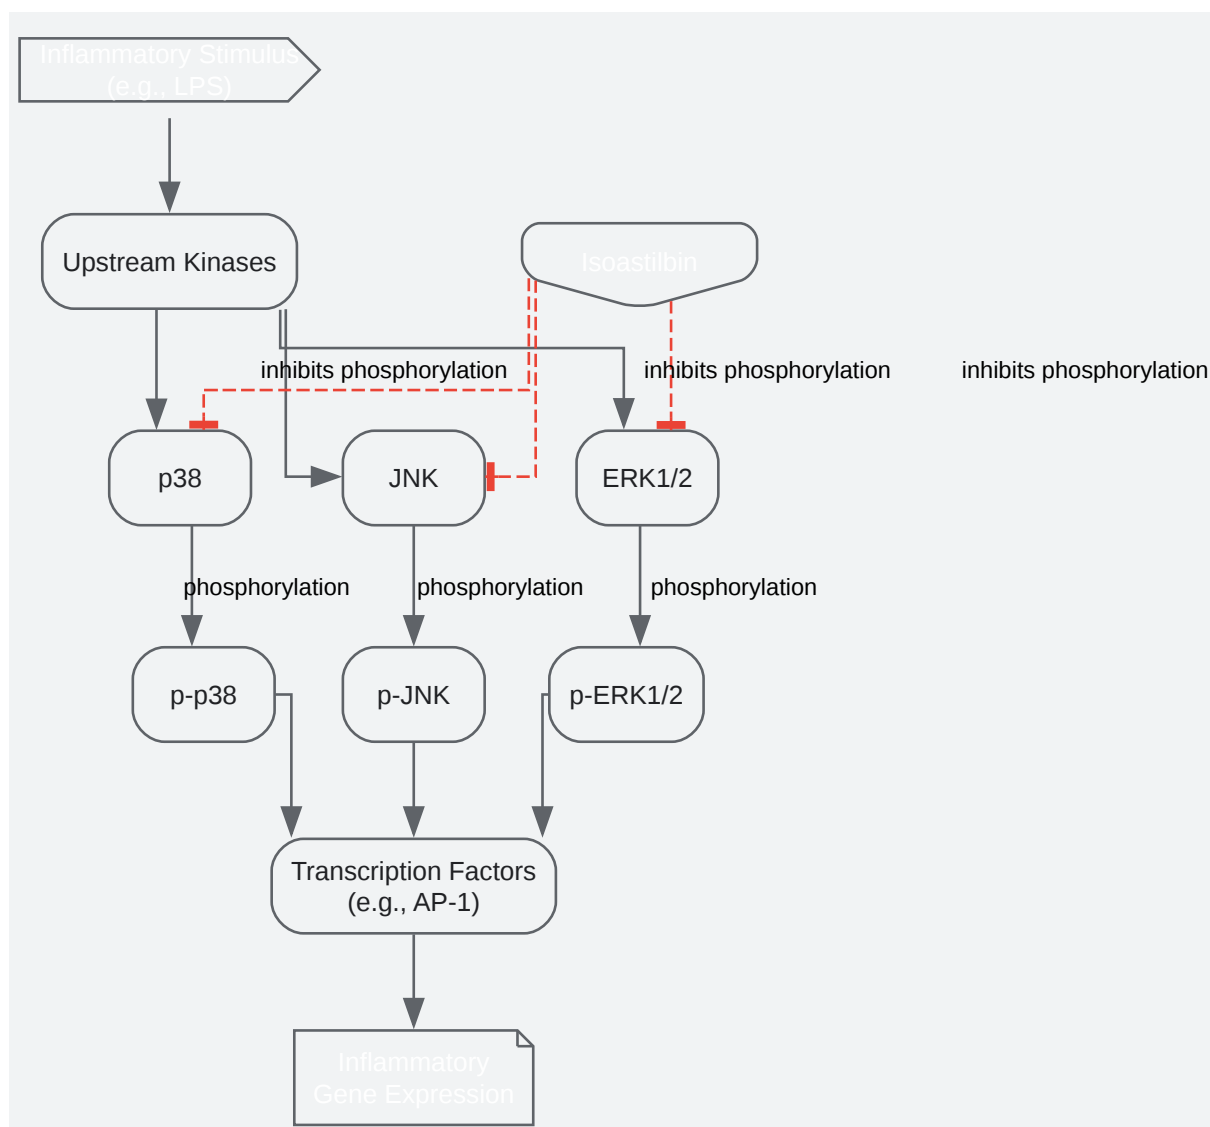 Inflammatory Stimulus
(e.g., LPS)
Upstream Kinases
Isoastilbin
inhibits phosphorylation
inhibits phosphorylation
inhibits phosphorylation
p38
JNK
ERK1/2
phosphorylation
phosphorylation
phosphorylation
p-p38
p-JNK
p-ERK1/2
Transcription Factors
(e.g., AP-1)
Inflammatory
Gene Expression